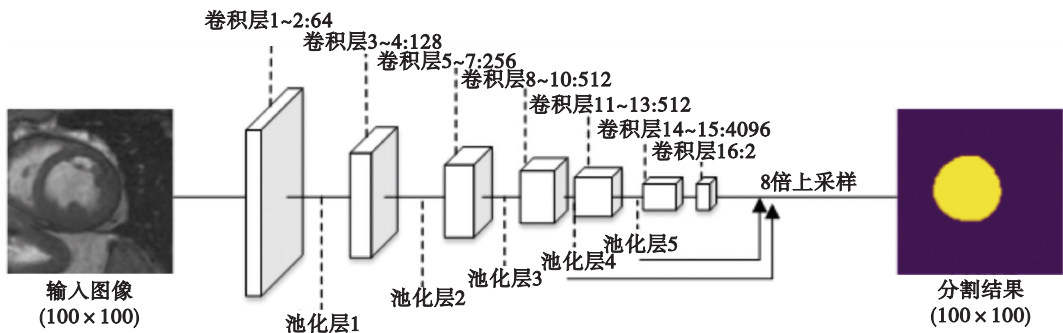 卷积层1~2:64
卷积层3~4:128
卷积层5~7:256
卷积层8~10:512
卷积层11~13:512
卷积层14~15:4096
卷积层16:2
8倍上采样
池化层5
池化层4
池化层3
池化层2
池化层1
输入图像
(100×100)
分割结果
(100×100)